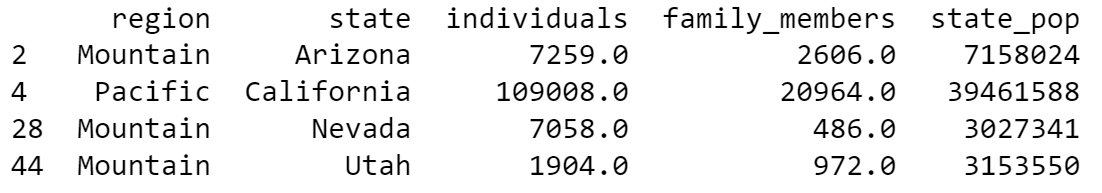 region state individuals family_members state_pop
2 Mountain Arizona 7259.0 2606.0 7158024
4 Pacific California 109008.0 20964.0 39461588
28 Mountain Nevada 7058.0 486.0 3027341
44 Mountain Utah 1904.0 972.0 3153550